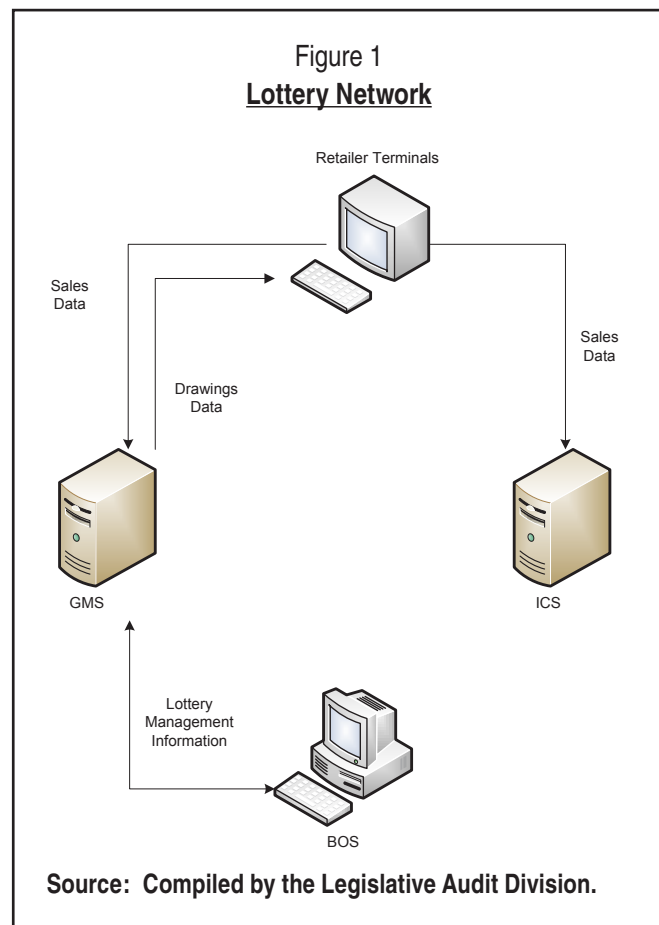 Figure 1
Lottery Network
Retailer Terminals
Sales
Data
Sales
Data
Drawings
Data
GMS
ICS
Lottery
Management
Information
BOS
Source: Compiled by the Legislative Audit Division.